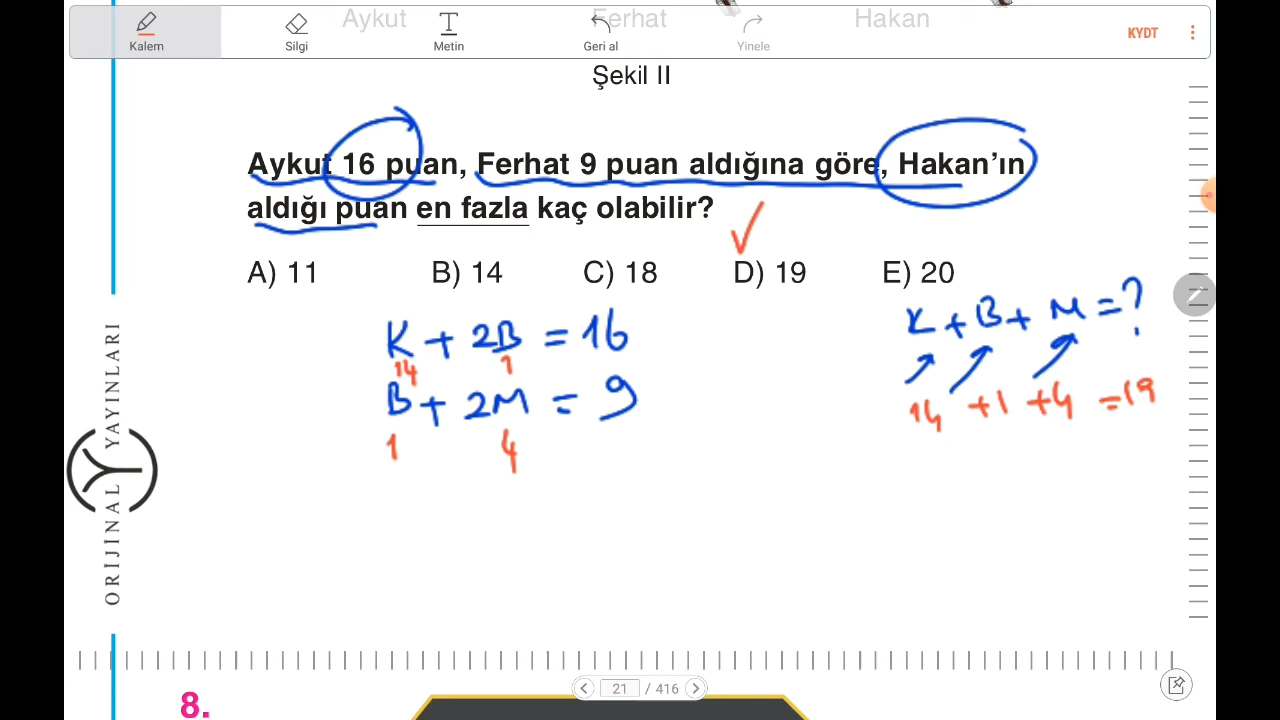 Aykut Ferhat Hakan
Kalem Silgi Metin Geri al Yinele KYDT
Şekil II
Aykut 16 puan, Ferhat 9 puan aldığına göre, Hakan'ın
aldığı puan en fazla kaç olabilir?
A) 11 B) 14 C) 18 D) 19 E) 20
K + 2B = 16
14 1
B + 2M = 9
1 4
K + B + M = ?
14 +1 +4 =19
ORİJİNAL YAYINLARI
21 / 416
8.